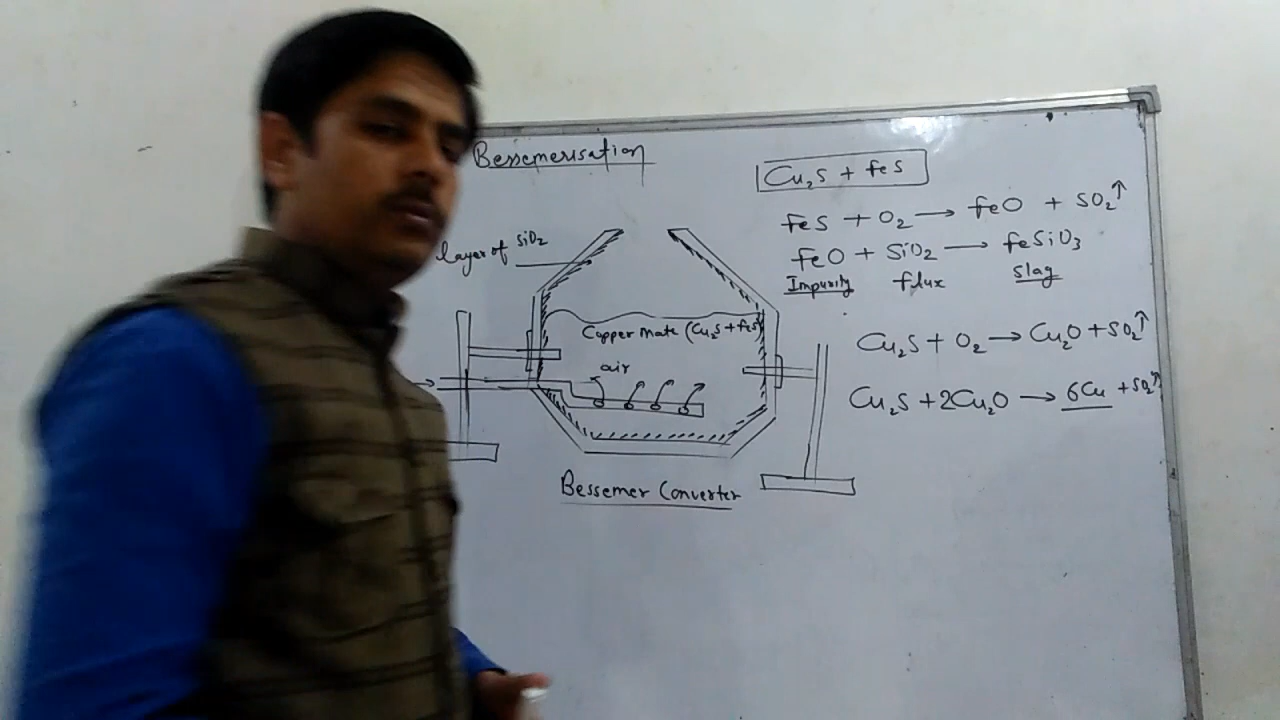 Bessemerisation
layer of SiO₂
Copper mate (Cu₂S + FeS)
air
Bessemer Converter
Cu₂S + FeS
FeS + O₂ → FeO + SO₂↑
FeO + SiO₂ → FeSiO₃
Impurity flux slag
Cu₂S + O₂ → Cu₂O + SO₂↑
Cu₂S + 2Cu₂O → 6Cu + SO₂↑